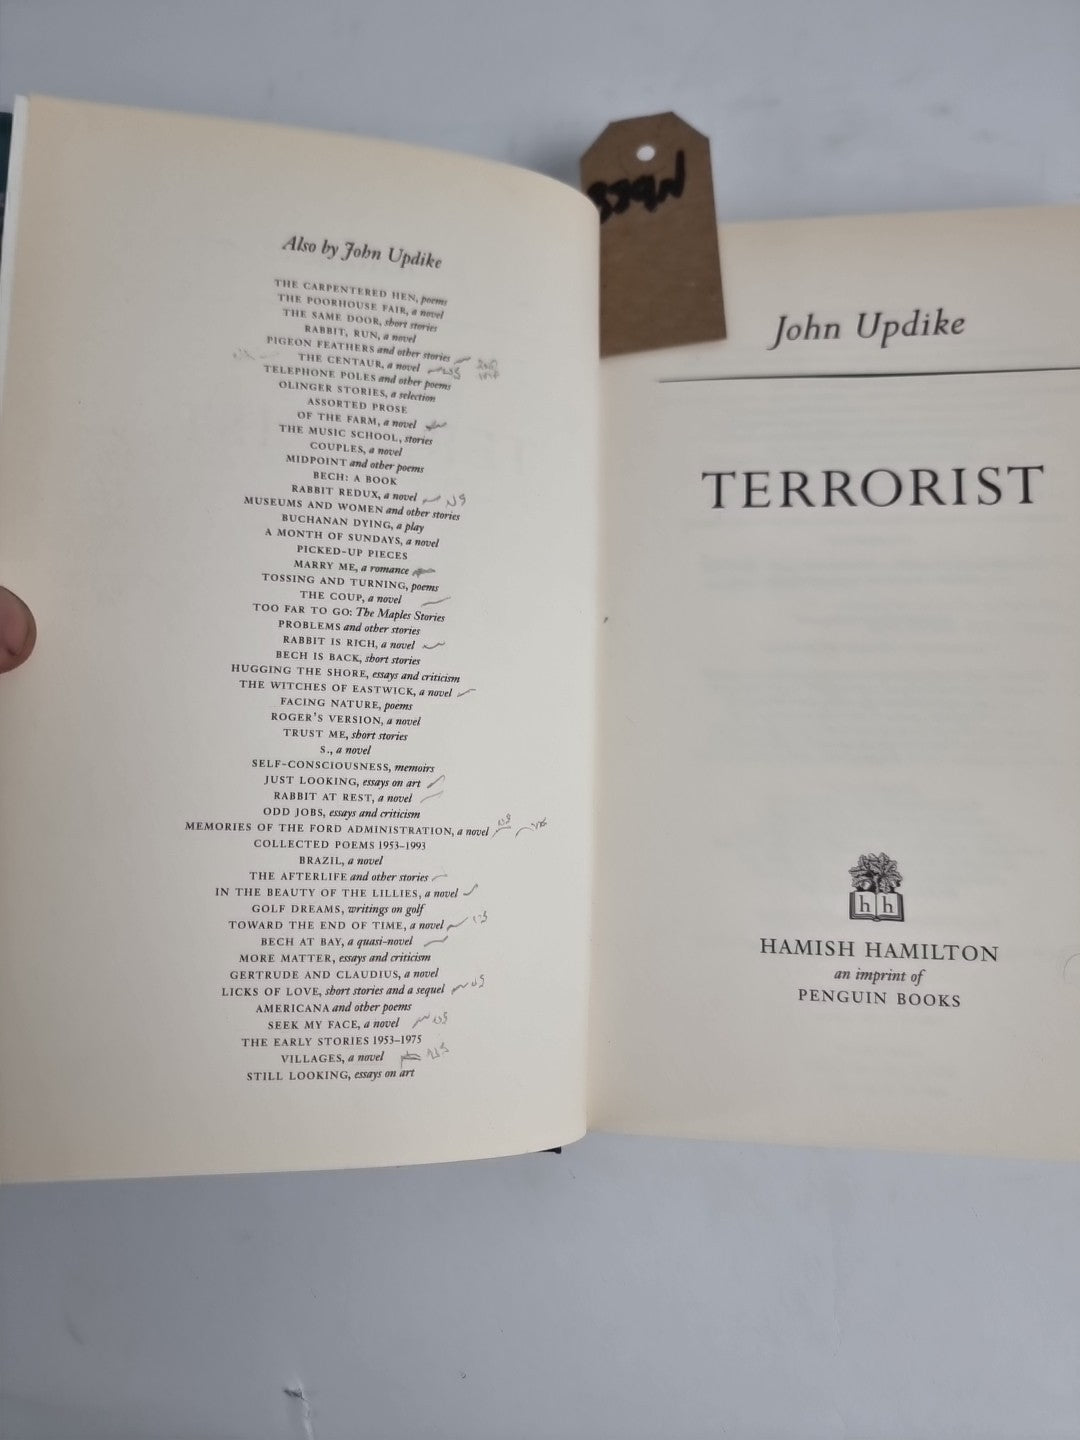 Also by John Updike
THE CARPENTERED HEN, poems
THE POORHOUSE FAIR, a novel
THE SAME DOOR, short stories
RABBIT, RUN, a novel
PIGEON FEATHERS and other stories
THE CENTAUR, a novel
TELEPHONE POLES and other poems
OLINGER STORIES, a selection
ASSORTED PROSE
OF THE FARM, a novel
THE MUSIC SCHOOL, stories
COUPLES, a novel
MIDPOINT and other poems
BECH: A BOOK
RABBIT REDUX, a novel
MUSEUMS AND WOMEN and other stories
BUCHANAN DYING, a play
A MONTH OF SUNDAYS, a novel
PICKED-UP PIECES
MARRY ME, a romance
TOSSING AND TURNING, poems
THE COUP, a novel
TOO FAR TO GO: The Maples Stories
PROBLEMS and other stories
RABBIT IS RICH, a novel
BECH IS BACK, short stories
HUGGING THE SHORE, essays and criticism
THE WITCHES OF EASTWICK, a novel
FACING NATURE, poems
ROGER'S VERSION, a novel
TRUST ME, short stories
S., a novel
SELF-CONSCIOUSNESS, memoirs
JUST LOOKING, essays on art
RABBIT AT REST, a novel
ODD JOBS, essays and criticism
MEMORIES OF THE FORD ADMINISTRATION, a novel
COLLECTED POEMS 1953–1993
BRAZIL, a novel
THE AFTERLIFE and other stories
IN THE BEAUTY OF THE LILLIES, a novel
GOLF DREAMS, writings on golf
TOWARD THE END OF TIME, a novel
BECH AT BAY, a quasi-novel
MORE MATTER, essays and criticism
GERTRUDE AND CLAUDIUS, a novel
LICKS OF LOVE, short stories and a sequel
AMERICANA and other poems
SEEK MY FACE, a novel
THE EARLY STORIES 1953–1975
VILLAGES, a novel
STILL LOOKING, essays on art
John Updike
TERRORIST
h h
HAMISH HAMILTON
an imprint of
PENGUIN BOOKS